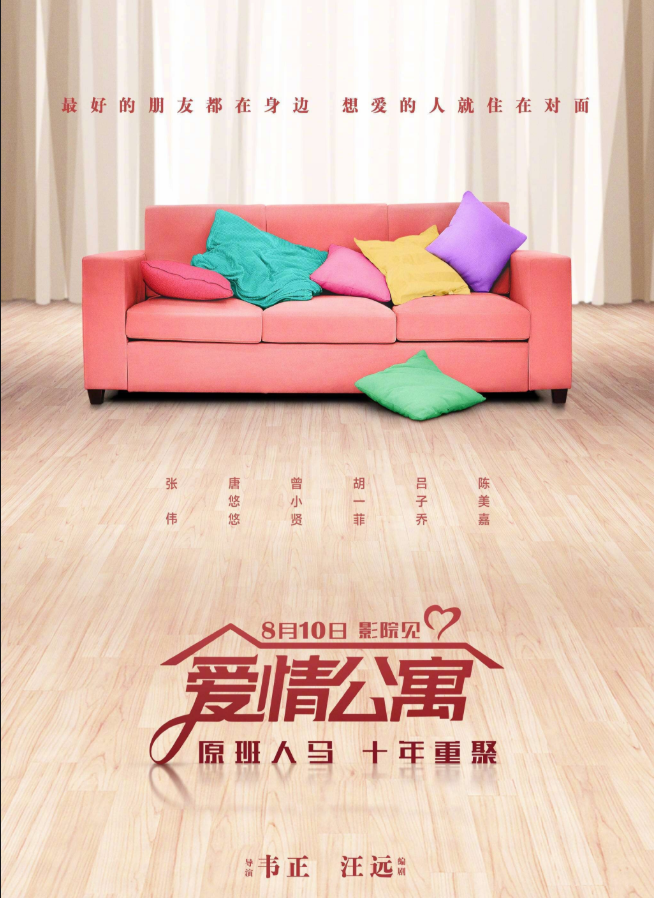 最好的朋友都在身边 想爱的人就住在对面
张伟 唐悠悠 曾小贤 胡一菲 吕子乔 陈美嘉
8月10日 影院见
爱情公寓
原班人马 十年重聚
导演 韦正 汪远 编剧